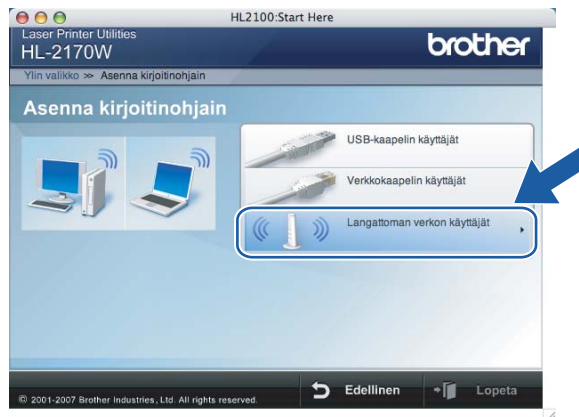 HL2100:Start Here
Laser Printer Utilities
HL-2170W
brother
Ylin valikko >> Asenna kirjoitinohjain
Asenna kirjoitinohjain
USB-kaapelin käyttäjät
Verkkokaapelin käyttäjät
Langattoman verkon käyttäjät
Edellinen
Lopeta
© 2001-2007 Brother Industries, Ltd. All rights reserved.